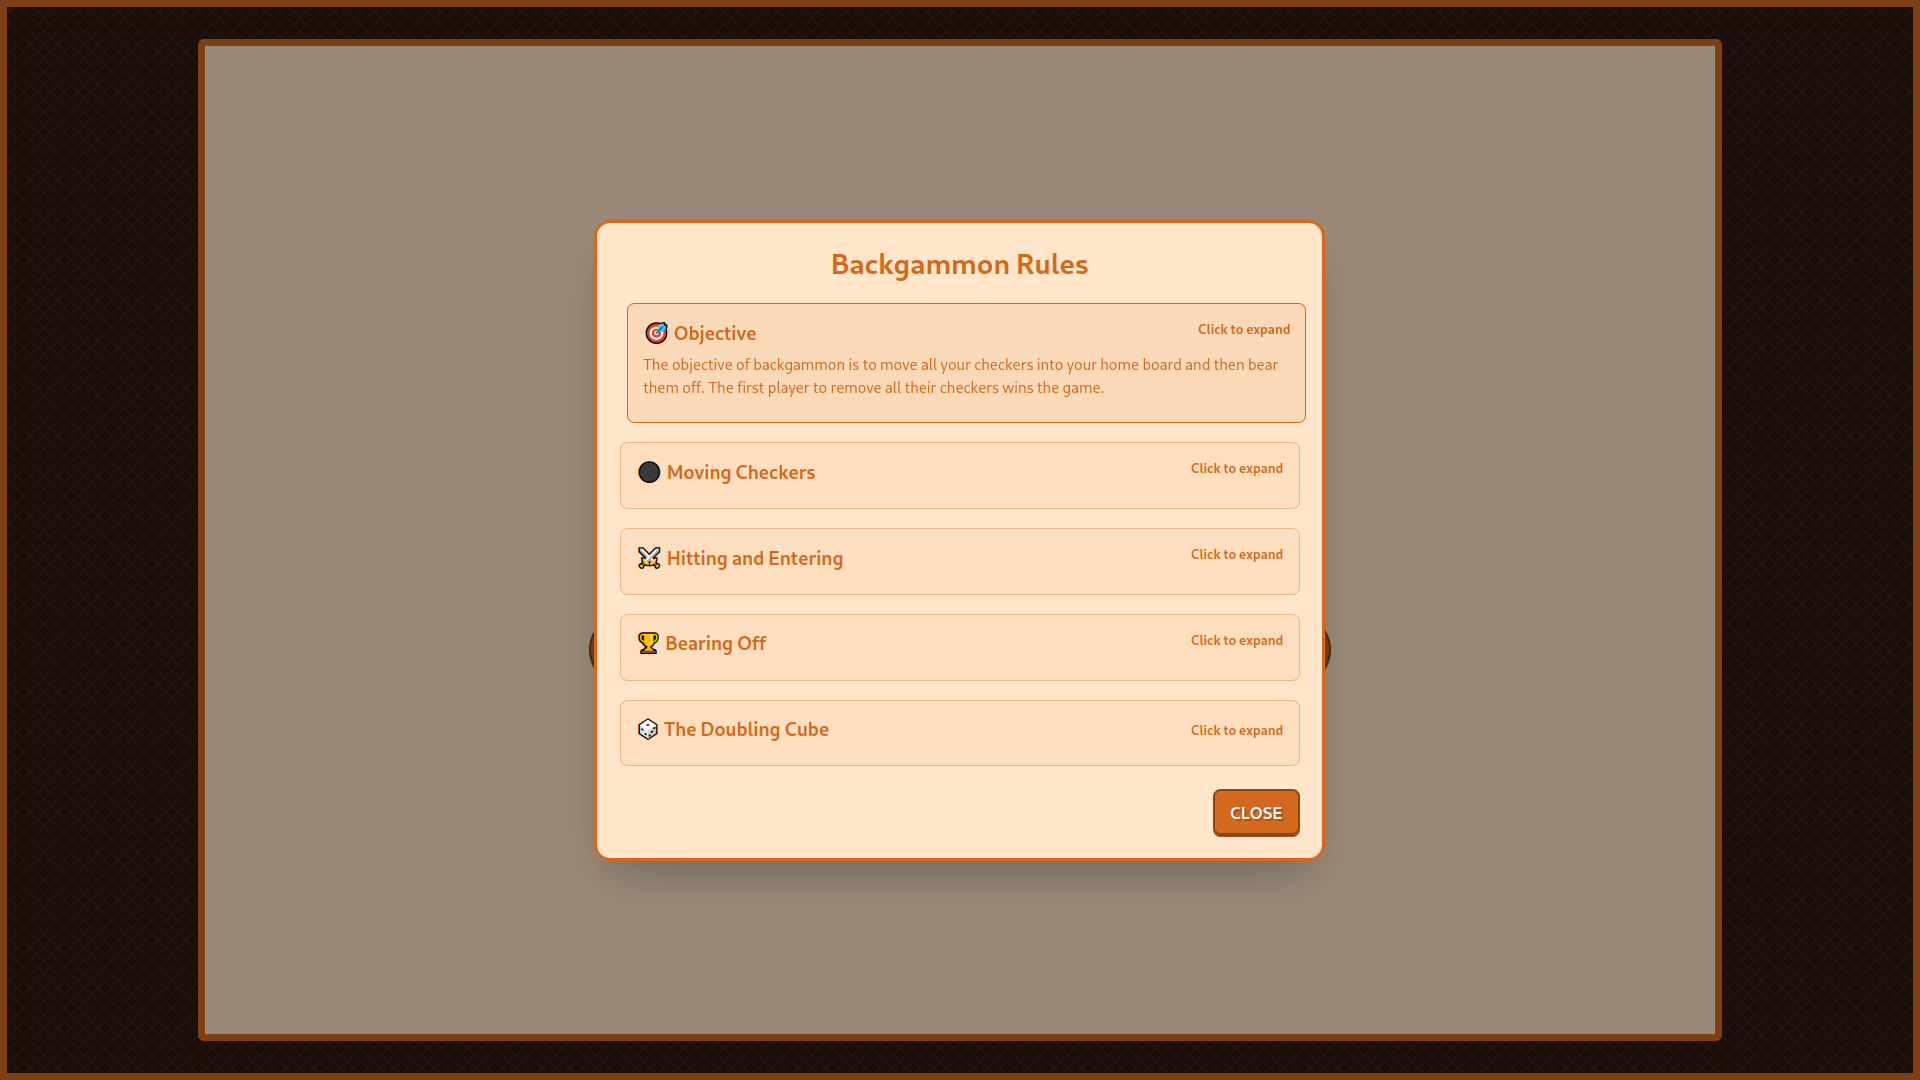 Backgammon Rules
Objective
Click to expand
The objective of backgammon is to move all your checkers into your home board and then bear
them off. The first player to remove all their checkers wins the game.
Moving Checkers
Click to expand
Hitting and Entering
Click to expand
Bearing Off
Click to expand
The Doubling Cube
Click to expand
CLOSE